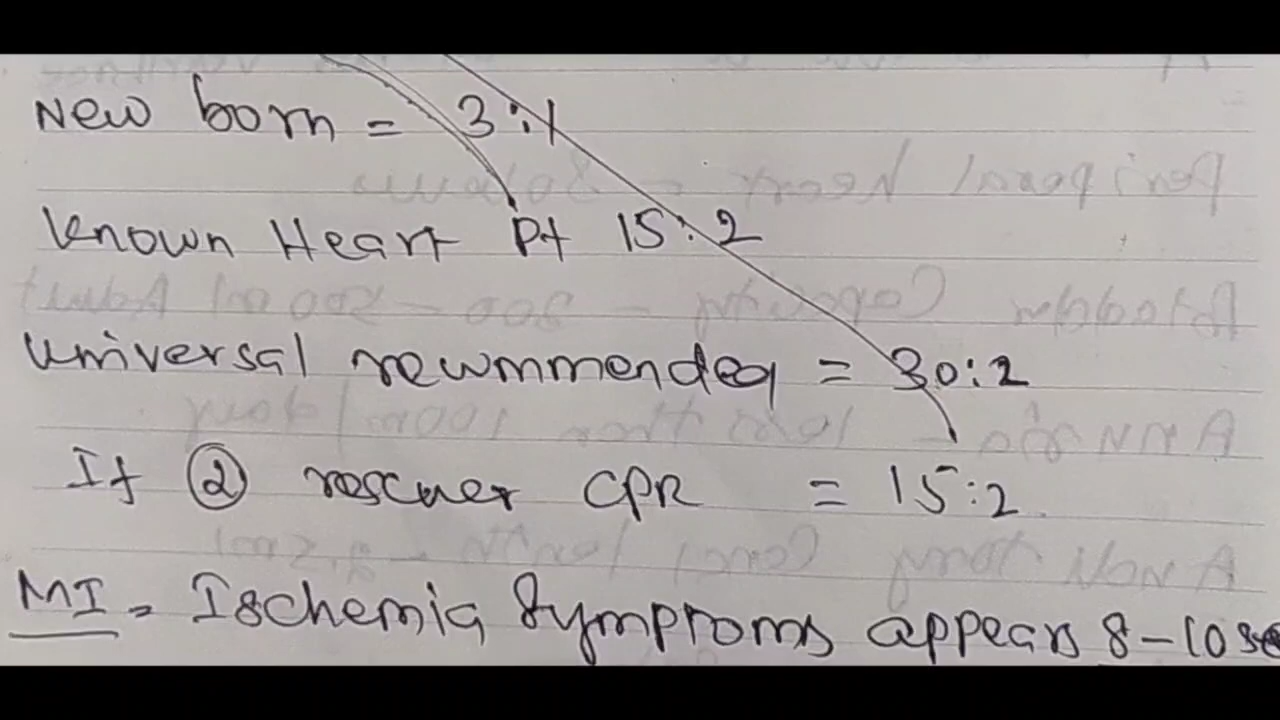 New born = 3:1
Known Heart Pt 15:2
Universal recommended = 30:2
If ② rescuer CPR = 15:2
MI = Ischemia Symptoms appears 8-10 se